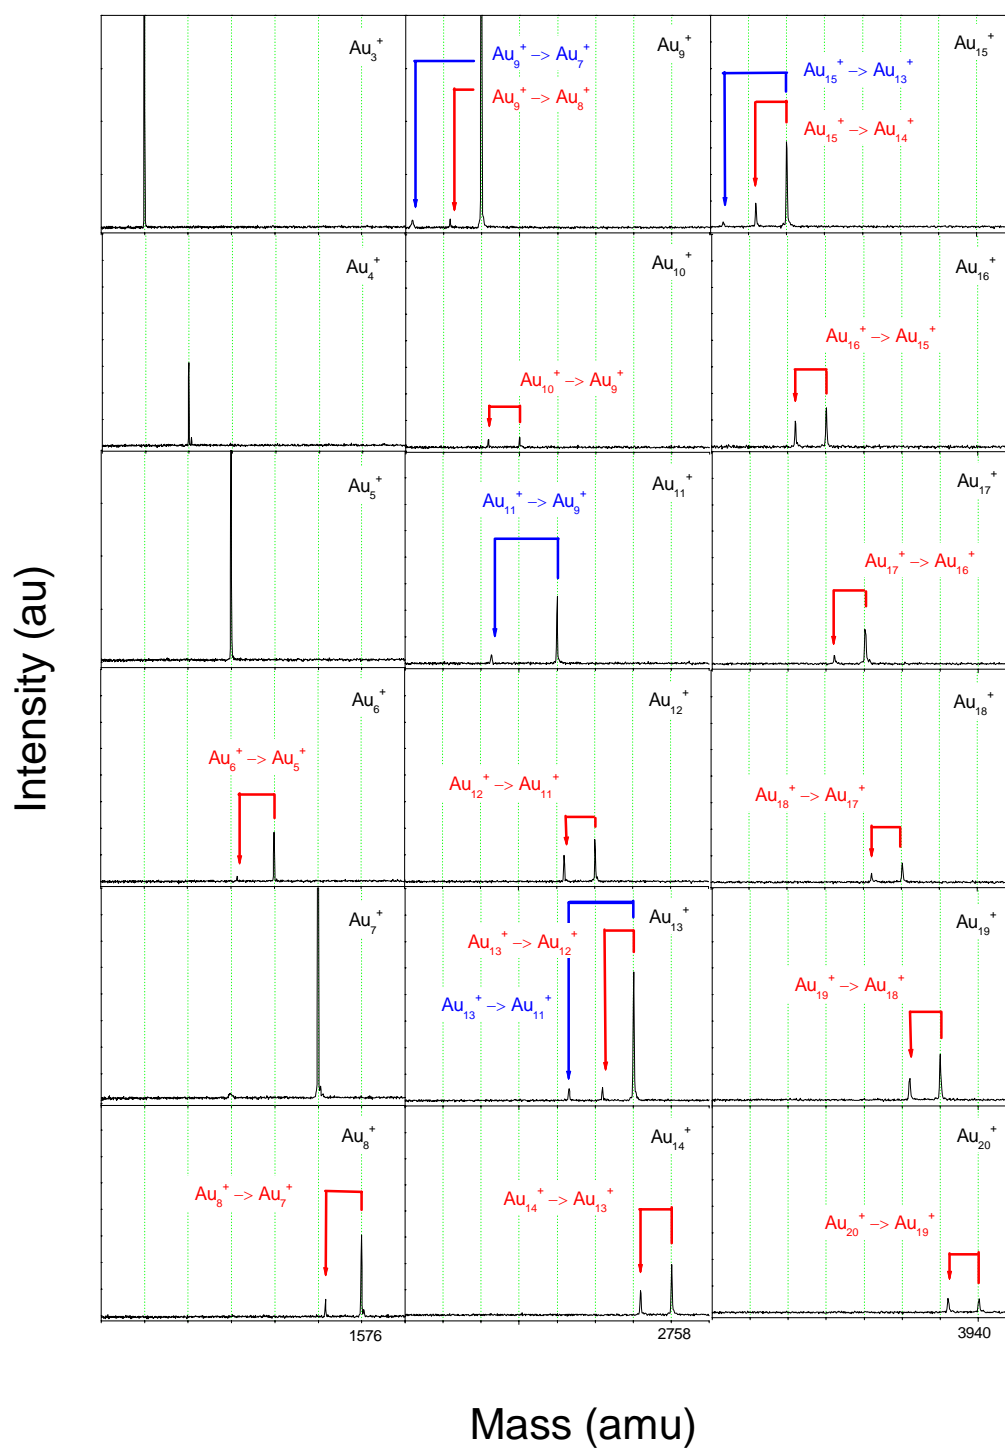 Au3+
Au9+ –> Au7+
Au9+
Au9+ –> Au8+
Au15+
Au15+ –> Au13+
Au15+ –> Au14+
Au4+
Au10+
Au10+ –> Au9+
Au16+
Au16+ –> Au15+
Au5+
Au11+
Au11+ –> Au9+
Au17+
Au17+ –> Au16+
Au6+
Au6+ –> Au5+
Au12+
Au12+ –> Au11+
Au18+
Au18+ –> Au17+
Au7+
Au13+
Au13+ –> Au12+
Au13+ –> Au11+
Au19+
Au19+ –> Au18+
Au8+
Au8+ –> Au7+
Au14+
Au14+ –> Au13+
Au20+
Au20+ –> Au19+
1576
2758
3940
Intensity (au)
Mass (amu)